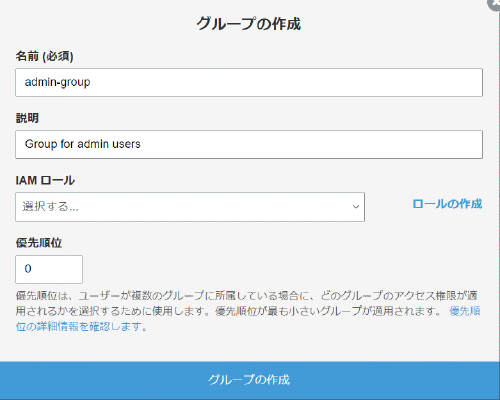 グループの作成
名前 (必須)
admin-group
説明
Group for admin users
IAM ロール
選択する...
ロールの作成
優先順位
0
優先順位は、ユーザーが複数のグループに所属している場合に、どのグループのアクセス権限が適
用されるかを選択するために使用します。優先順位が最も小さいグループが適用されます。 優先順
位の詳細情報を確認します。
グループの作成